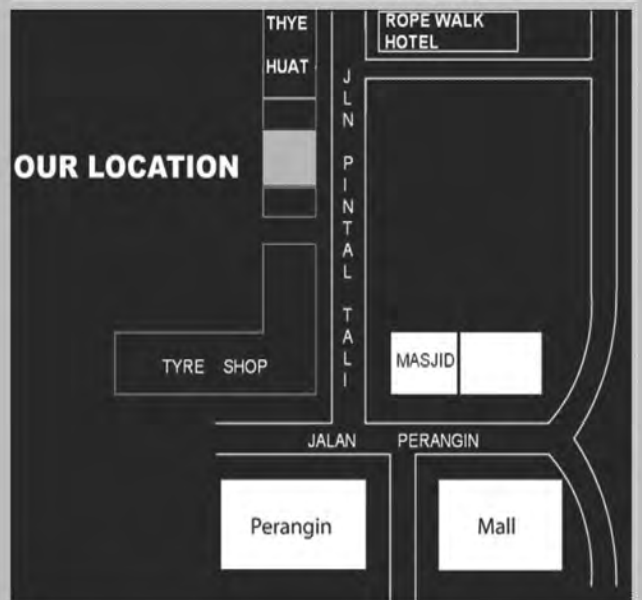 THYE
HUAT
ROPE WALK
HOTEL
JLN PINTAL TALI
OUR LOCATION
TYRE SHOP
MASJID
JALAN PERANGIN
Perangin
Mall